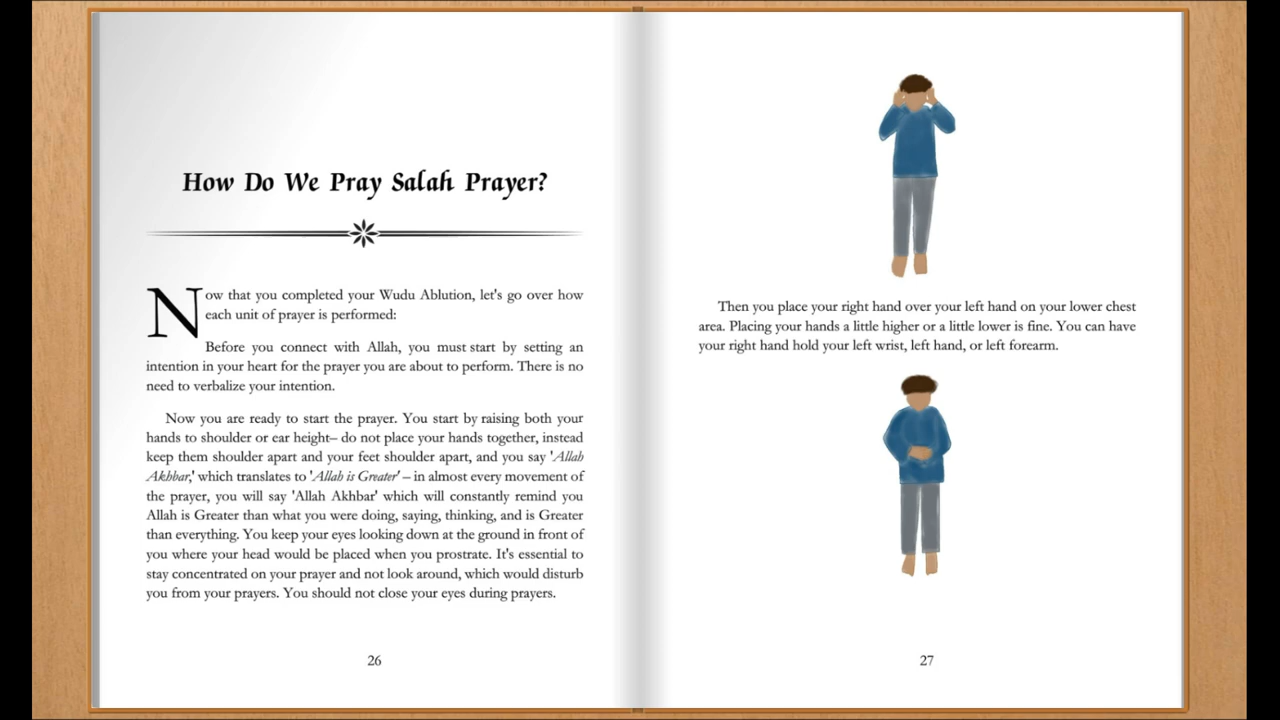 How Do We Pray Salah Prayer?
Now that you completed your Wudu Ablution, let's go over how
each unit of prayer is performed:
Before you connect with Allah, you must start by setting an
intention in your heart for the prayer you are about to perform. There is no
need to verbalize your intention.
Now you are ready to start the prayer. You start by raising both your
hands to shoulder or ear height– do not place your hands together, instead
keep them shoulder apart and your feet shoulder apart, and you say 'Allah
Akhbar,' which translates to 'Allah is Greater' – in almost every movement of
the prayer, you will say 'Allah Akhbar' which will constantly remind you
Allah is Greater than what you were doing, saying, thinking, and is Greater
than everything. You keep your eyes looking down at the ground in front of
you where your head would be placed when you prostrate. It's essential to
stay concentrated on your prayer and not look around, which would disturb
you from your prayers. You should not close your eyes during prayers.
26
Then you place your right hand over your left hand on your lower chest
area. Placing your hands a little higher or a little lower is fine. You can have
your right hand hold your left wrist, left hand, or left forearm.
27